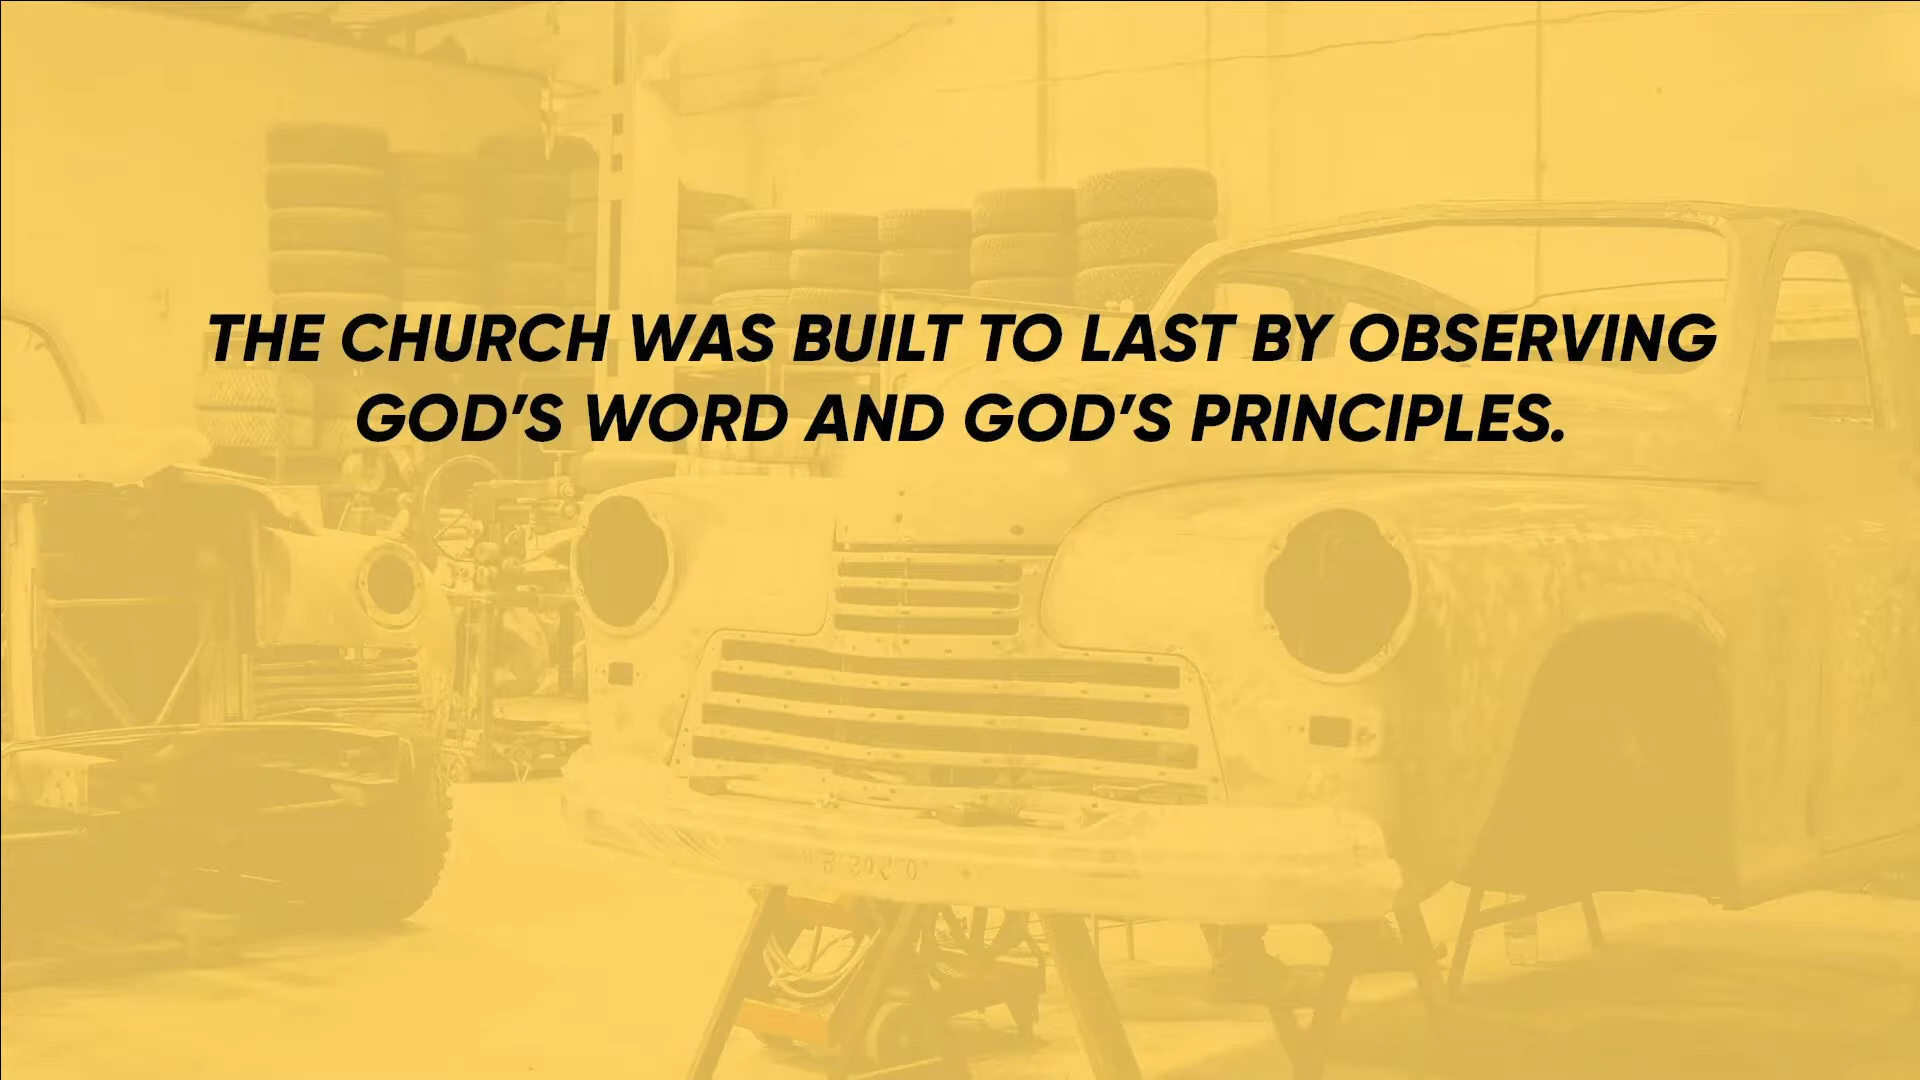 THE CHURCH WAS BUILT TO LAST BY OBSERVING
GOD’S WORD AND GOD’S PRINCIPLES.